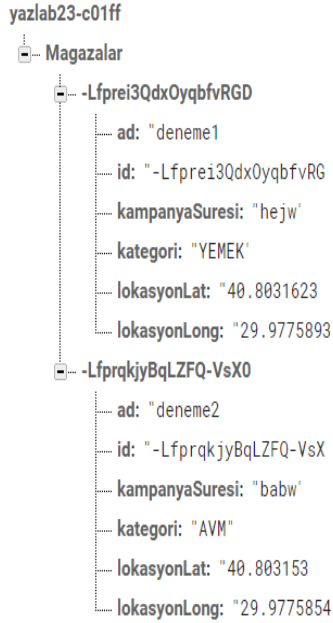 yazlab23-c01ff
Magazalar
-Lfprei3QdxOyqbfvRGD
ad: "deneme1
id: "-Lfprei3QdxOyqbfvRG
kampanyaSuresi: "hejw"
kategori: "YEMEK"
lokasyonLat: "40.8031623
lokasyonLong: "29.9775893
-LfprqkjyBqLZFQ-VsX0
ad: "deneme2
id: "-LfprqkjyBqLZFQ-VsX
kampanyaSuresi: "babw"
kategori: "AVM"
lokasyonLat: "40.803153
lokasyonLong: "29.9775854